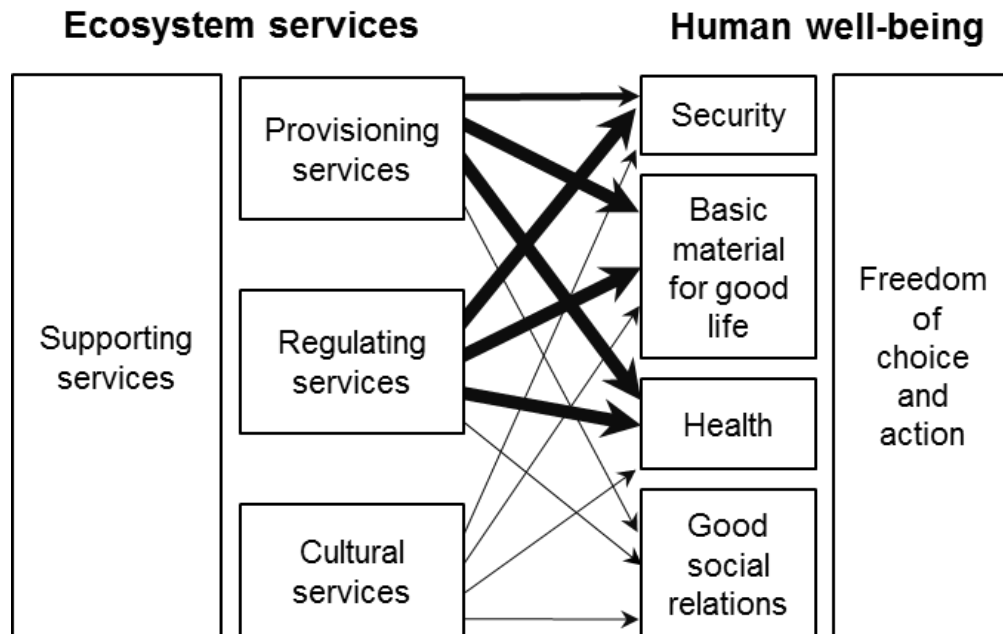 Ecosystem services
Human well-being
Supporting
services
Provisioning
services
Regulating
services
Cultural
services
Security
Basic
material
for good
life
Health
Good
social
relations
Freedom
of
choice
and
action